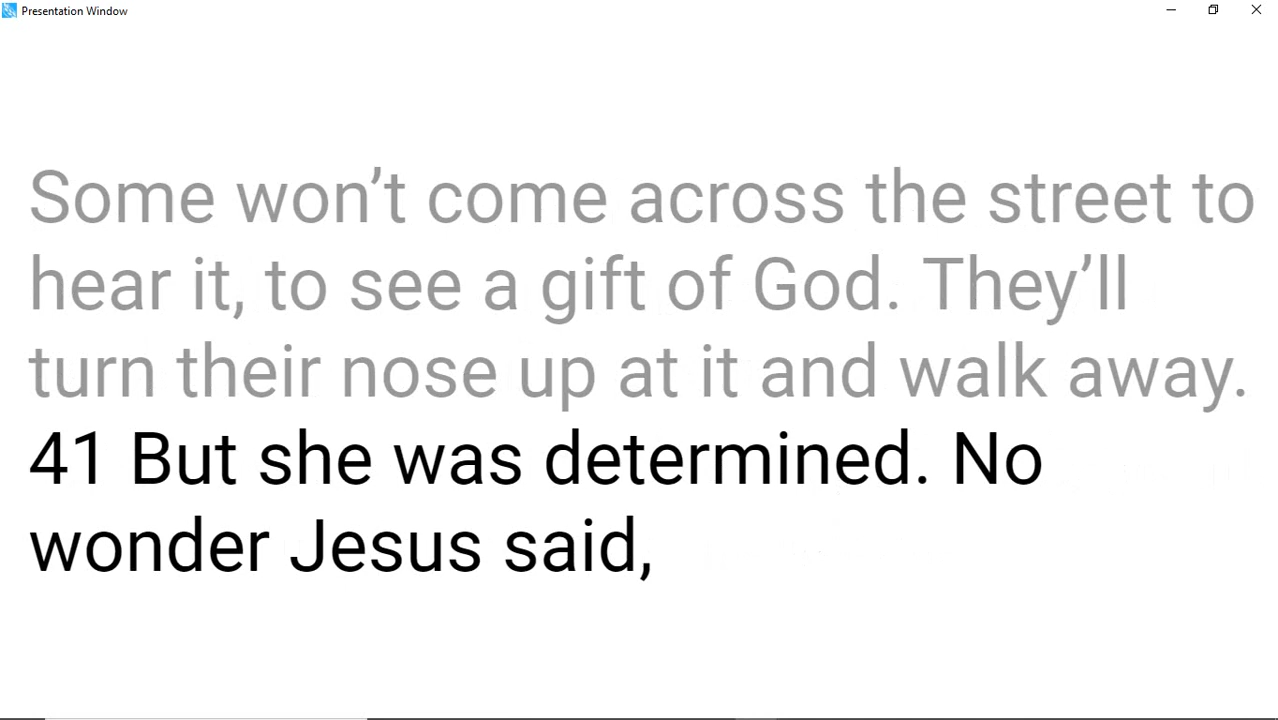 Presentation Window
Some won’t come across the street to
hear it, to see a gift of God. They’ll
turn their nose up at it and walk away.
41 But she was determined. No
wonder Jesus said,